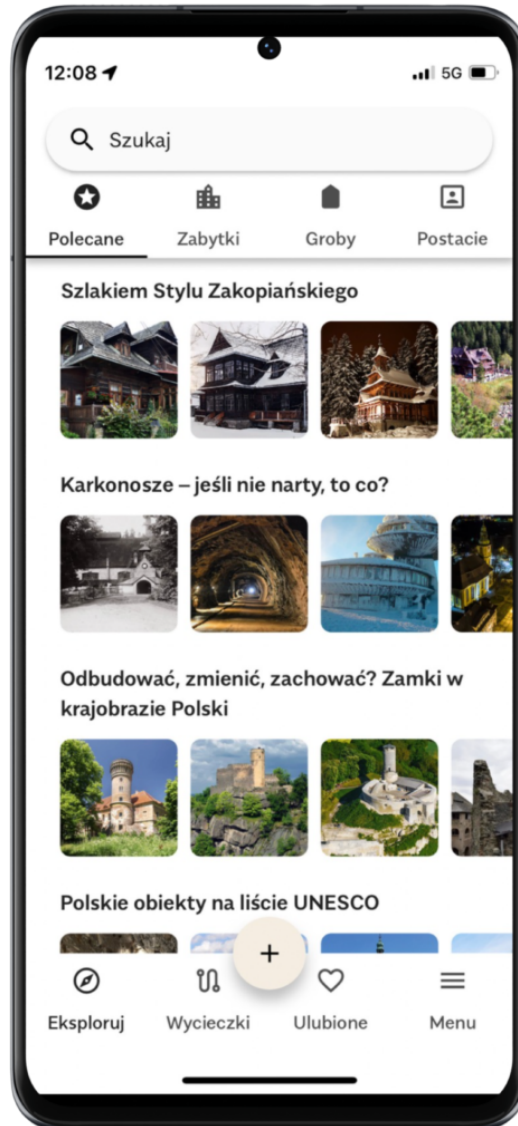 12:08
5G
Szukaj
Polecane
Zabytki
Groby
Postacie
Szlakiem Stylu Zakopiańskiego
Karkonosze – jeśli nie narty, to co?
Odbudować, zmienić, zachować? Zamki w
krajobrazie Polski
Polskie obiekty na liście UNESCO
+
Eksploruj
Wycieczki
Ulubione
Menu